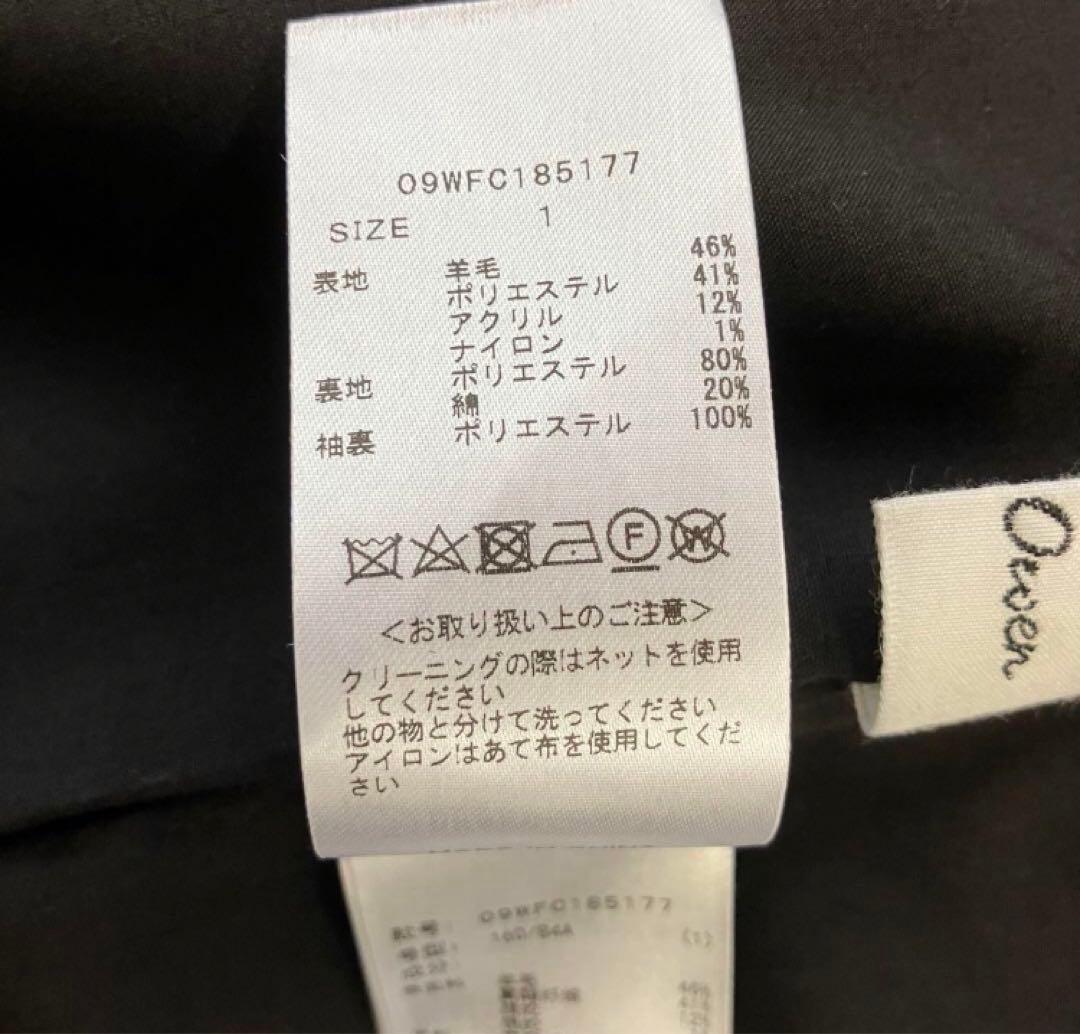 09WFC185177
SIZE 1
表地 羊毛 46%
ポリエステル 41%
アクリル 12%
ナイロン 1%
裏地 ポリエステル 80%
綿 20%
袖裏 ポリエステル 100%
F W
<お取り扱い上のご注意>
クリーニングの際はネットを使用
してください
他の物と分けて洗ってください
アイロンはあて布を使用してくだ
さい
09WFC185177
160/84A (1)
Owen